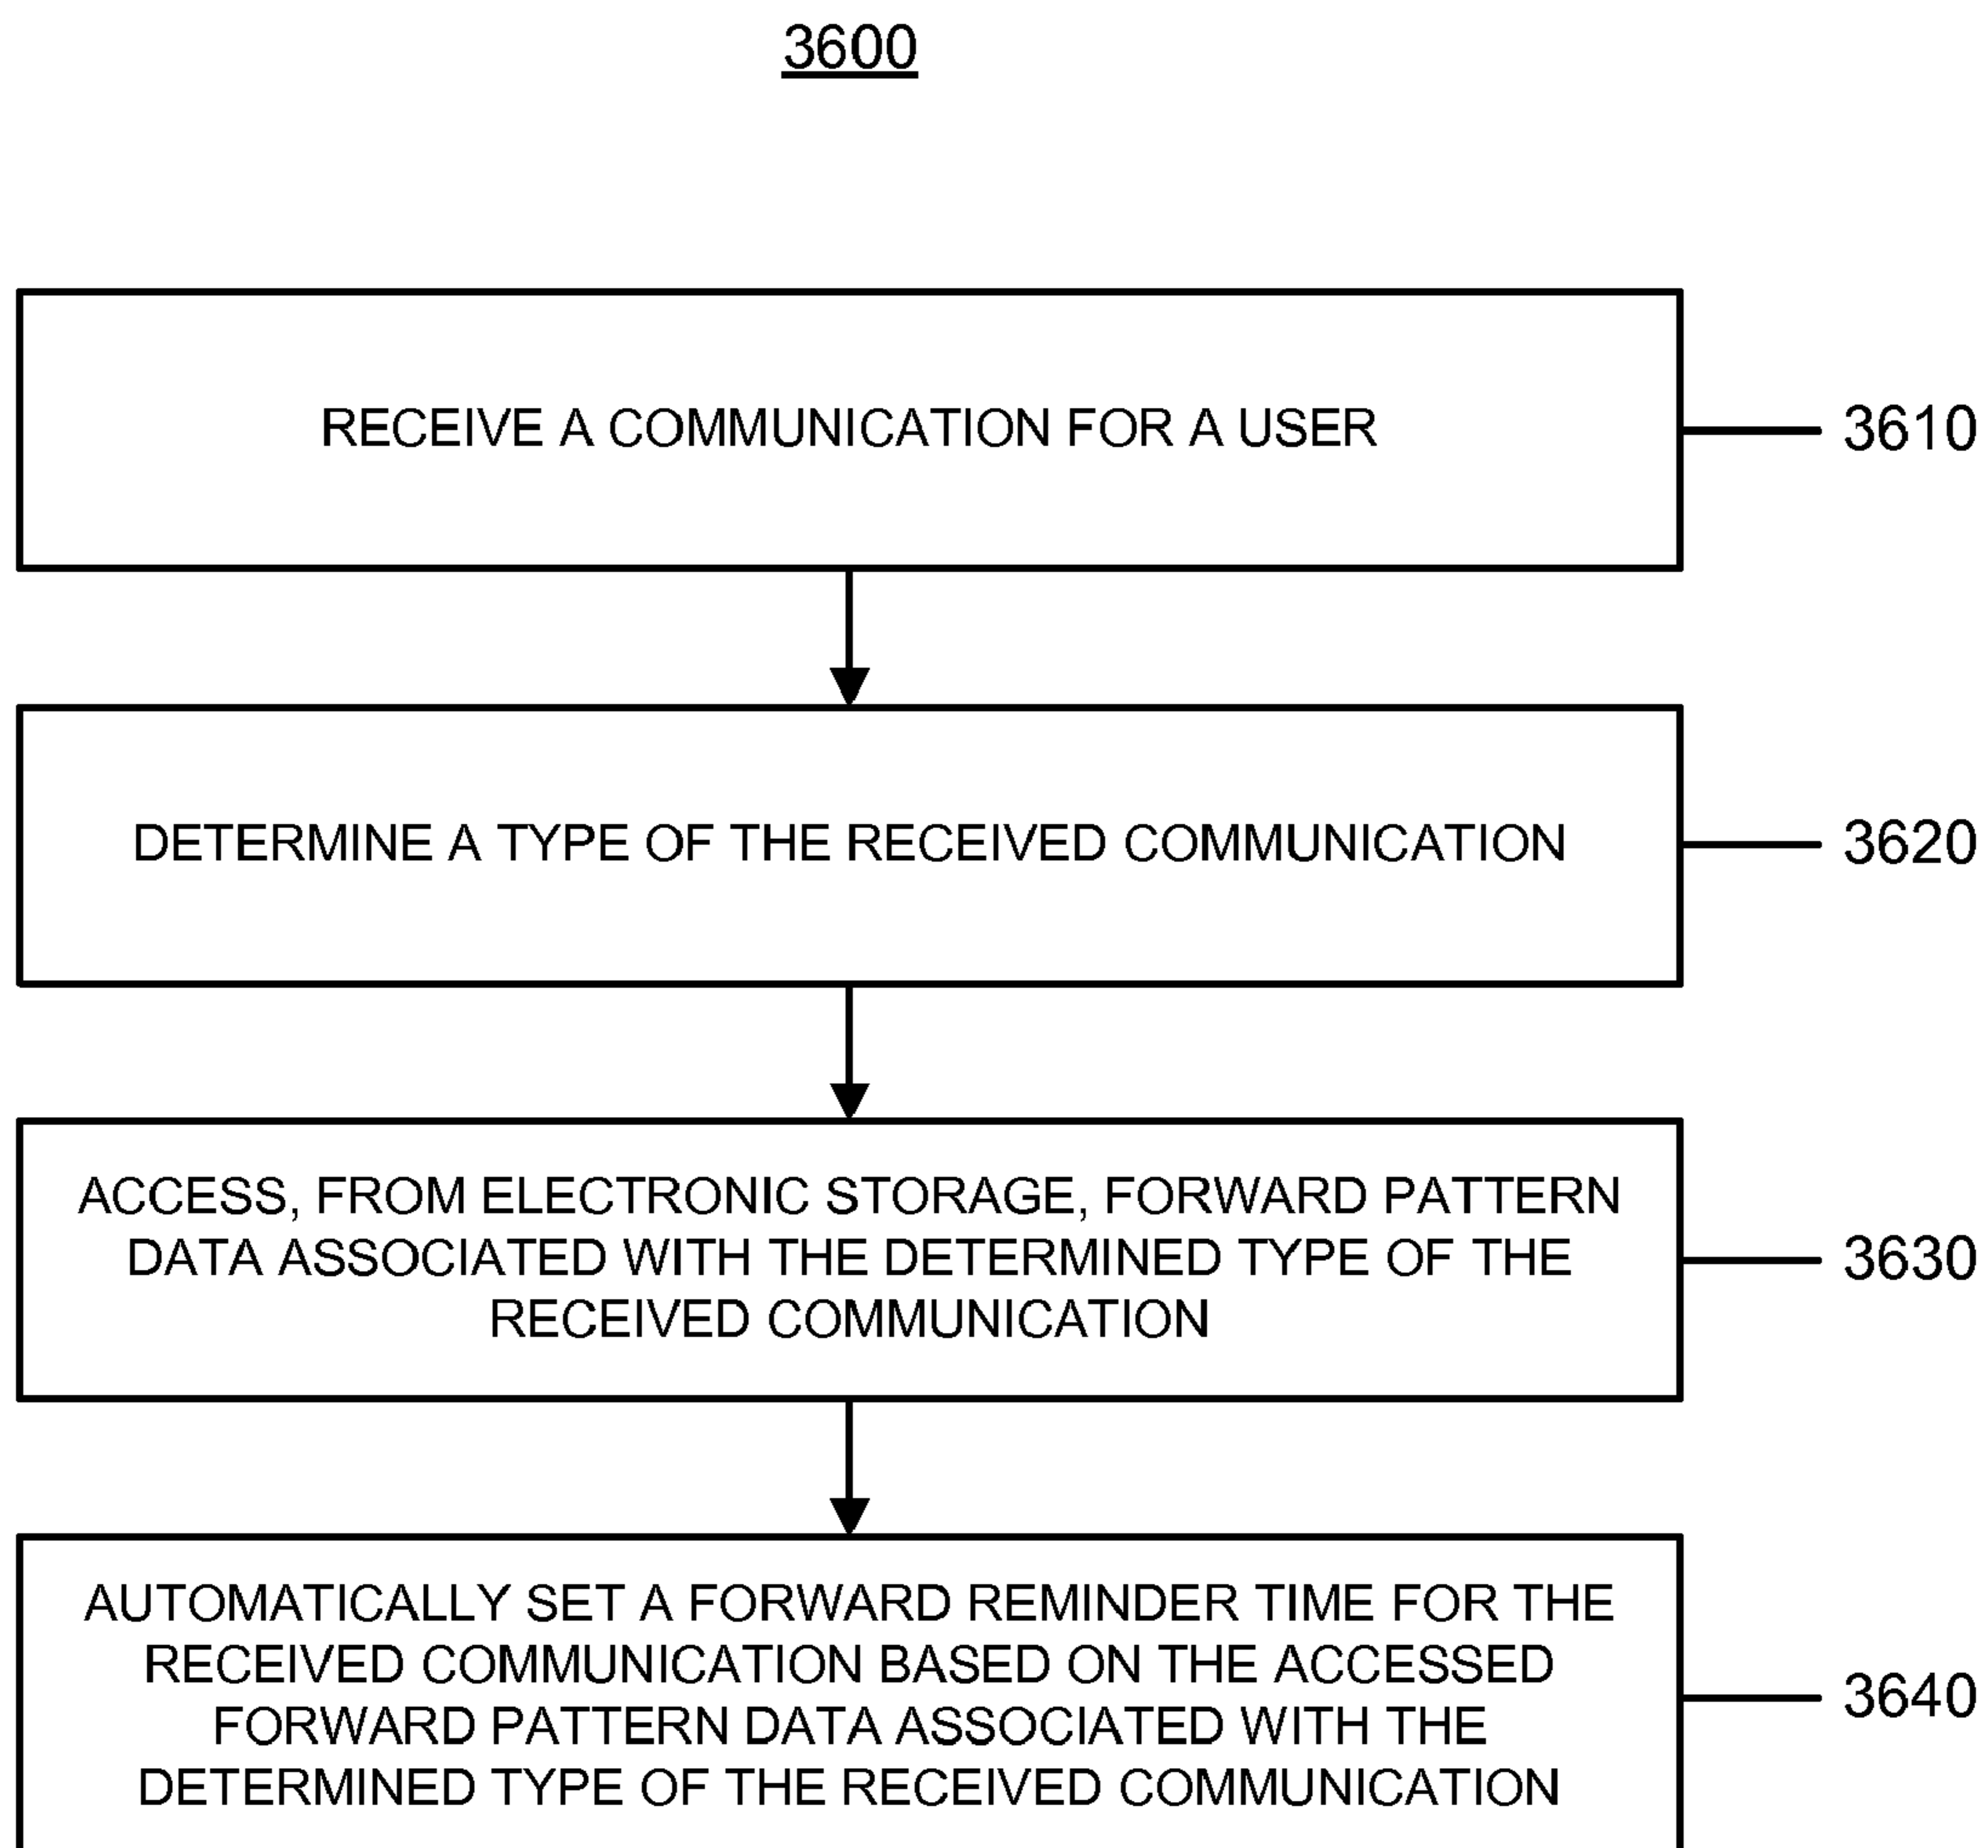 3600
RECEIVE A COMMUNICATION FOR A USER
3610
DETERMINE A TYPE OF THE RECEIVED COMMUNICATION
3620
ACCESS, FROM ELECTRONIC STORAGE, FORWARD PATTERN
DATA ASSOCIATED WITH THE DETERMINED TYPE OF THE
RECEIVED COMMUNICATION
3630
AUTOMATICALLY SET A FORWARD REMINDER TIME FOR THE
RECEIVED COMMUNICATION BASED ON THE ACCESSED
FORWARD PATTERN DATA ASSOCIATED WITH THE
DETERMINED TYPE OF THE RECEIVED COMMUNICATION
3640